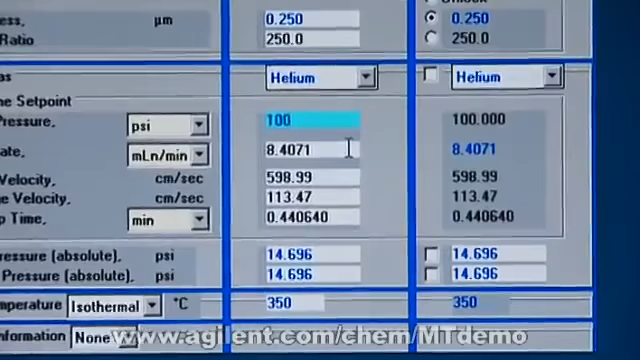 ess, µm 0.250 0.250
Ratio 250.0 250.0
as Helium Helium
ne Setpoint
Pressure, psi 100 100.000
ate, mLn/min 8.4071 8.4071
Velocity, cm/sec 598.99 598.99
e Velocity, cm/sec 113.47 113.47
p Time, min 0.440640 0.440640
ressure (absolute), psi 14.696 14.696
Pressure (absolute), psi 14.696 14.696
mperature Isothermal °C 350 350
nformation None
www.agilent.com/chem/MTdemo